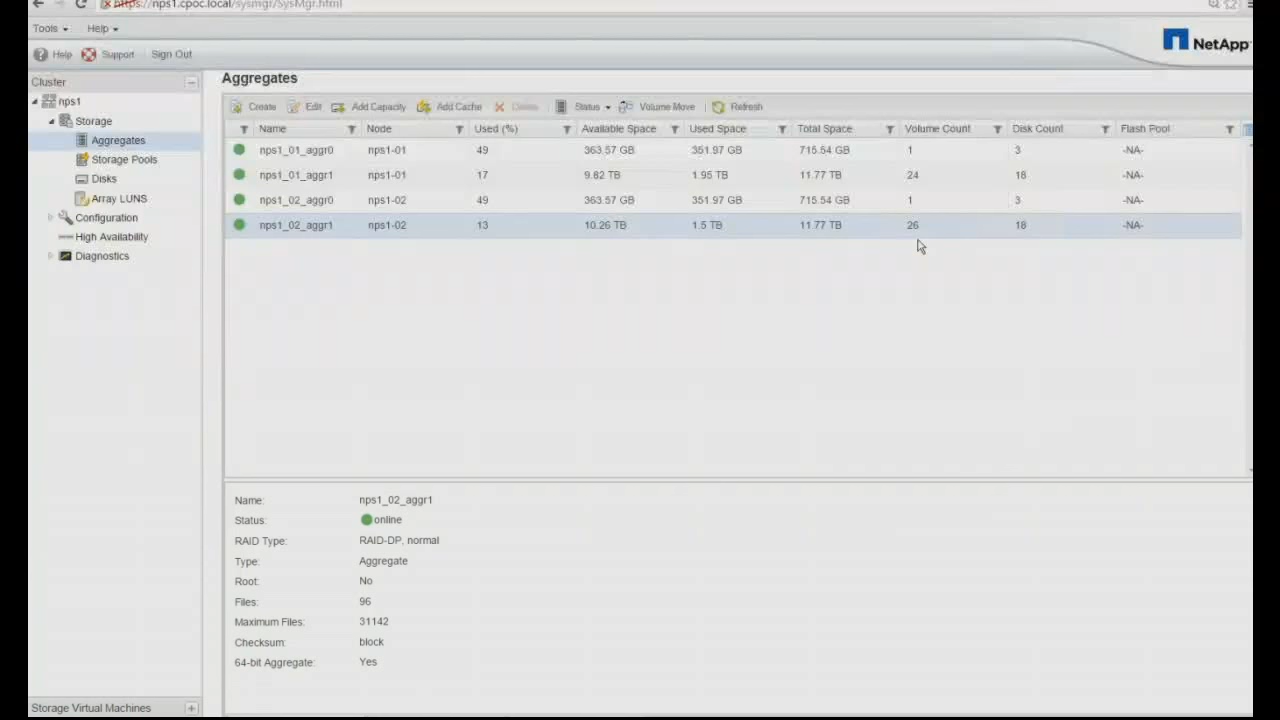 https://nps1.cpoc.local/sysmgr/SysMgr.html
Tools Help
Help Support Sign Out
NetApp
Cluster
nps1
Storage
Aggregates
Storage Pools
Disks
Array LUNS
Configuration
High Availability
Diagnostics
Storage Virtual Machines
Aggregates
Create Edit Add Capacity Add Cache Delete Status Volume Move Refresh
Name Node Used (%) Available Space Used Space Total Space Volume Count Disk Count Flash Pool
nps1_01_aggr0 nps1-01 49 363.57 GB 351.97 GB 715.54 GB 1 3 -NA-
nps1_01_aggr1 nps1-01 17 9.82 TB 1.95 TB 11.77 TB 24 18 -NA-
nps1_02_aggr0 nps1-02 49 363.57 GB 351.97 GB 715.54 GB 1 3 -NA-
nps1_02_aggr1 nps1-02 13 10.26 TB 1.5 TB 11.77 TB 26 18 -NA-
Name: nps1_02_aggr1
Status: online
RAID Type: RAID-DP, normal
Type: Aggregate
Root: No
Files: 96
Maximum Files: 31142
Checksum: block
64-bit Aggregate: Yes